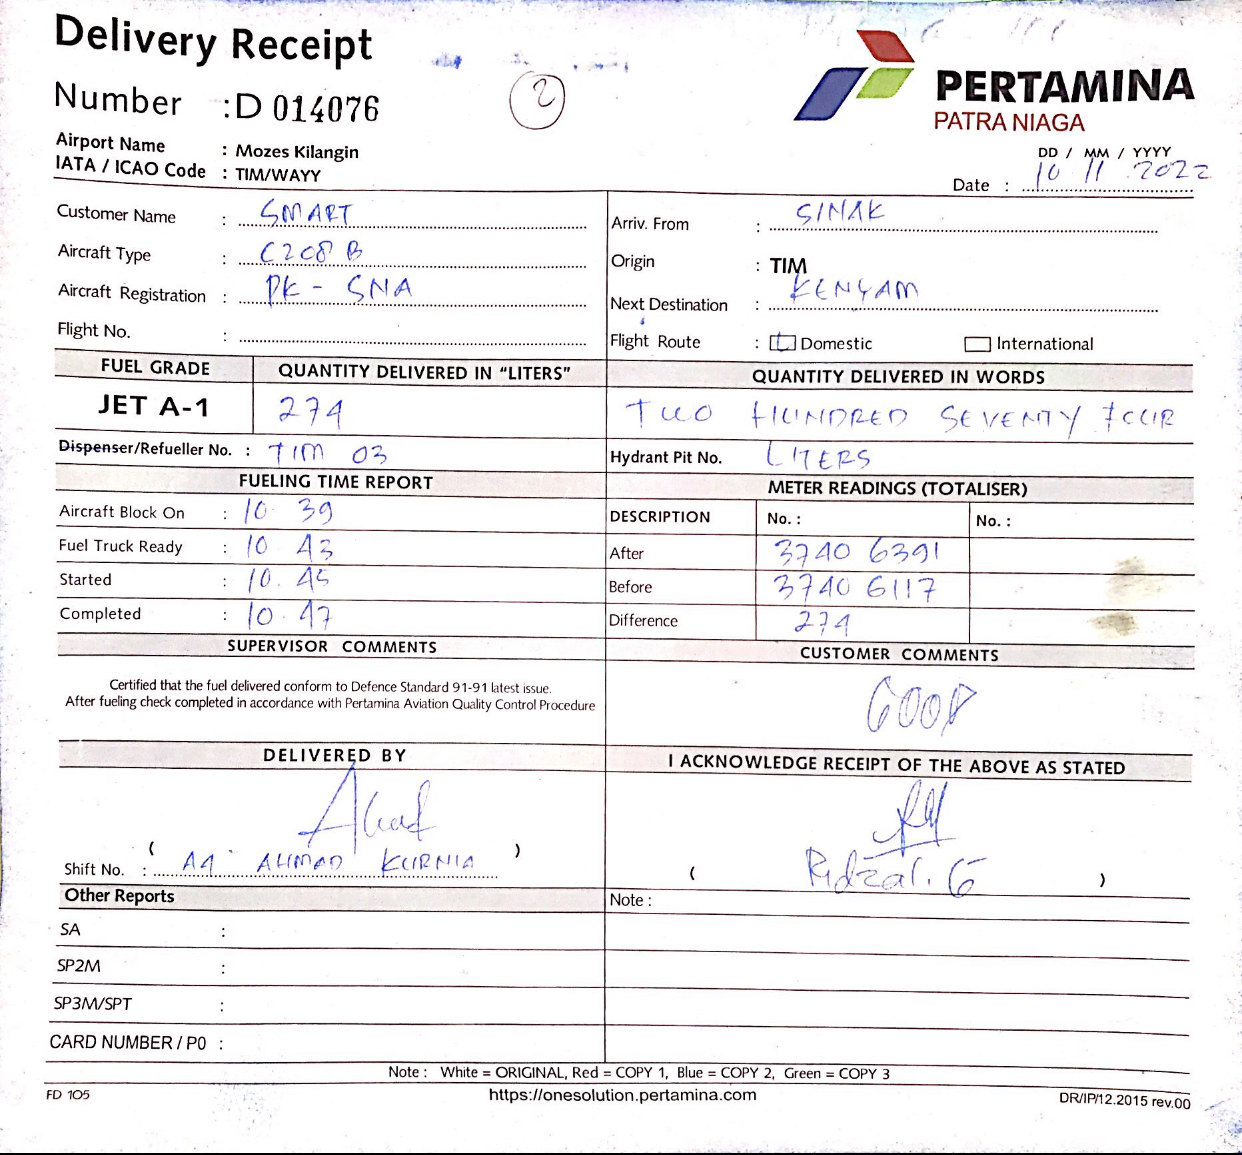 Delivery Receipt
Number : D 014076
2
PERTAMINA
PATRA NIAGA
Airport Name : Mozes Kilangin
IATA / ICAO Code : TIM/WAYY
DD / MM / YYYY
Date : 10 11 2022
Customer Name : SMART
Aircraft Type : C208 B
Aircraft Registration : PK - SNA
Flight No. :
Arriv. From : SINAK
Origin : TIM
Next Destination : KENYAM
Flight Route : Domestic International
FUEL GRADE QUANTITY DELIVERED IN "LITERS" QUANTITY DELIVERED IN WORDS
JET A-1 274 TWO HUNDRED SEVENTY FOUR
Dispenser/Refueller No. : TIM 03 Hydrant Pit No. LITERS
FUELING TIME REPORT
Aircraft Block On : 10 39
Fuel Truck Ready : 10 43
Started : 10. 45
Completed : 10. 47
METER READINGS (TOTALISER)
DESCRIPTION No. : No. :
After 3740 6391
Before 3740 6117
Difference 274
SUPERVISOR COMMENTS
Certified that the fuel delivered conform to Defence Standard 91-91 latest issue.
After fueling check completed in accordance with Pertamina Aviation Quality Control Procedure
CUSTOMER COMMENTS
GOOD
DELIVERED BY
( )
Shift No. : AHMAD KURNIA
I ACKNOWLEDGE RECEIPT OF THE ABOVE AS STATED
( Ridzal. G )
Other Reports
SA :
SP2M :
SP3M/SPT :
CARD NUMBER / P0 :
Note :
Note : White = ORIGINAL, Red = COPY 1, Blue = COPY 2, Green = COPY 3
FD 105 https://onesolution.pertamina.com DR/IP/12.2015 rev.00